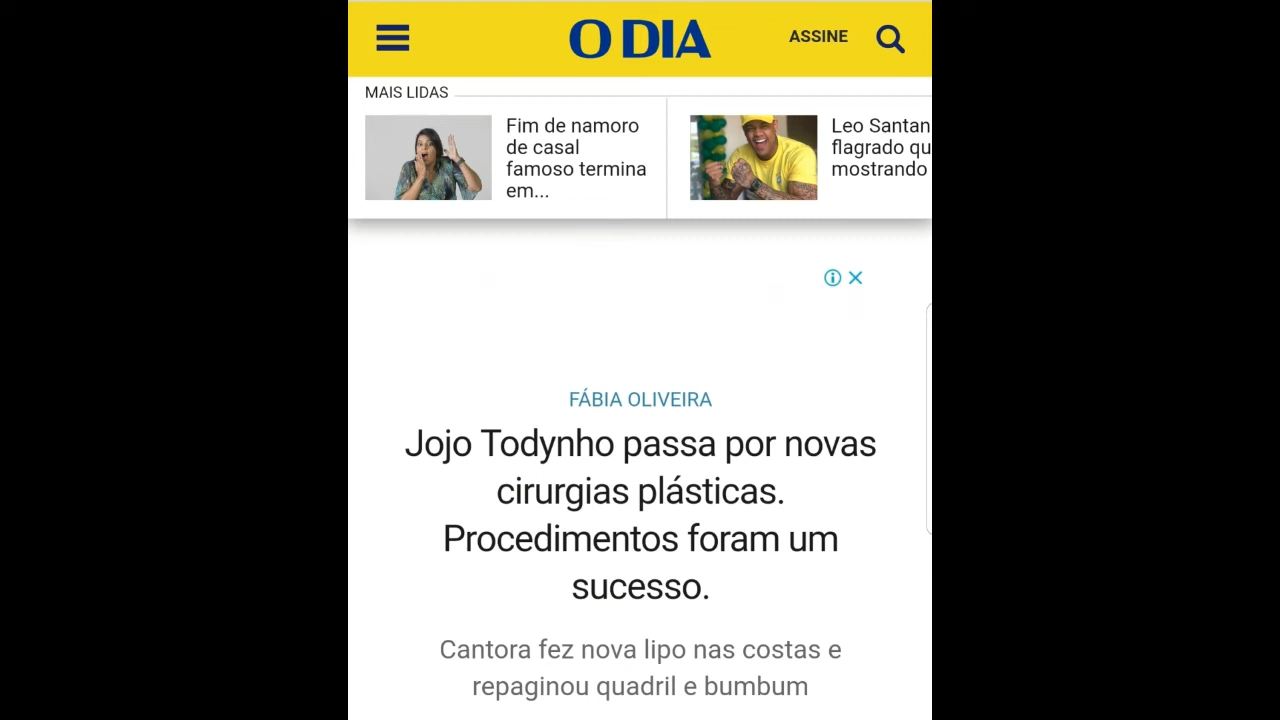 O DIA
ASSINE
MAIS LIDAS
Fim de namoro
de casal
famoso termina
em...
Leo Santan
flagrado qu
mostrando
FÁBIA OLIVEIRA
Jojo Todynho passa por novas
cirurgias plásticas.
Procedimentos foram um
sucesso.
Cantora fez nova lipo nas costas e
repaginou quadril e bumbum